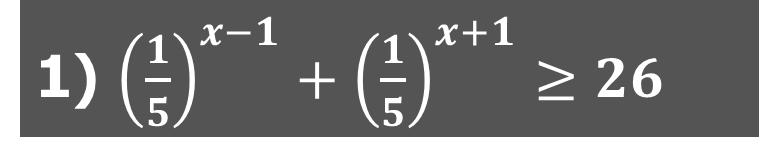 1) (1/5)^{x−1} + (1/5)^{x+1} ≥ 26